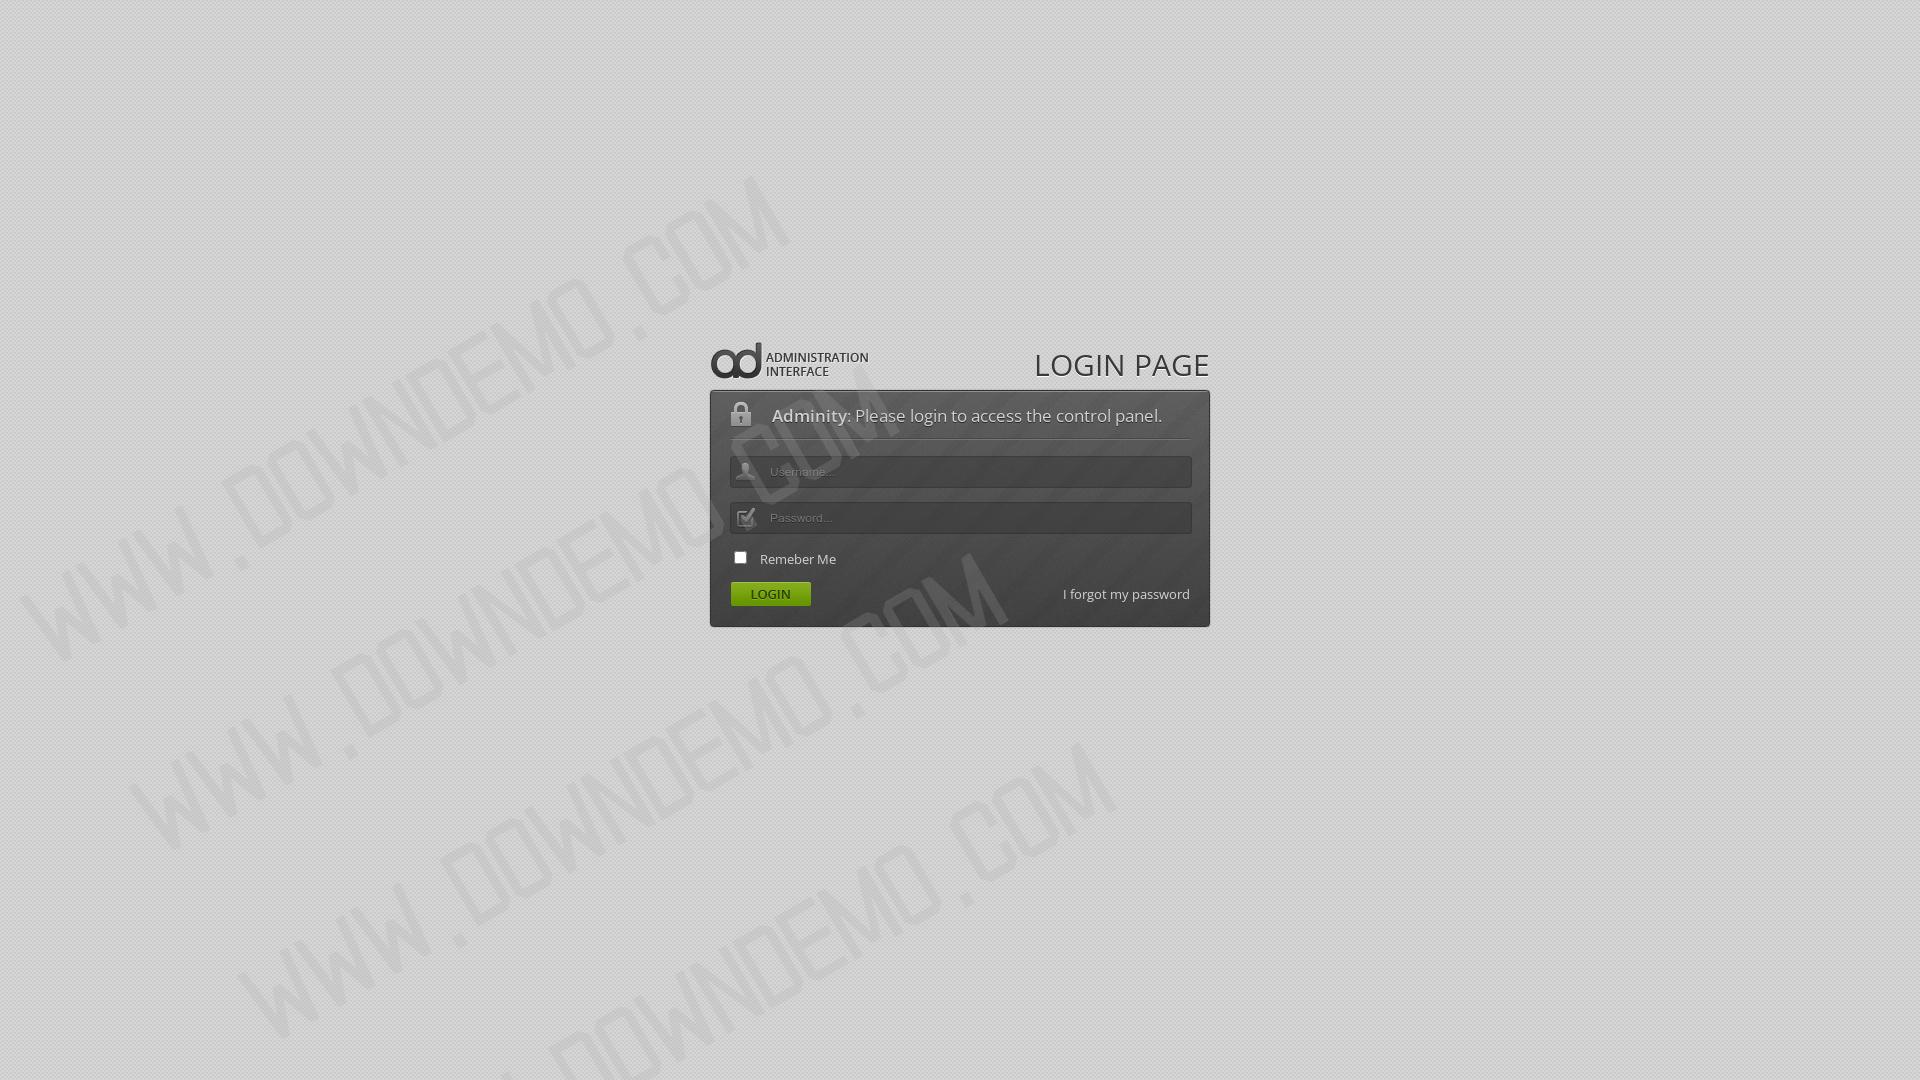 WWW.DOWNDEMO.COM
ad ADMINISTRATION
INTERFACE
LOGIN PAGE
Adminity: Please login to access the control panel.
Username...
Password...
Remeber Me
LOGIN
I forgot my password
WWW.DOWNDEMO.COM
WWW.DOWNDEMO.COM
DOWNDEMO.COM